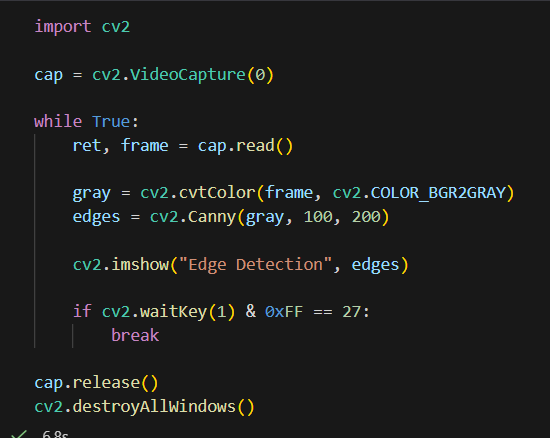 import cv2
cap = cv2.VideoCapture(0)
while True:
    ret, frame = cap.read()
    gray = cv2.cvtColor(frame, cv2.COLOR_BGR2GRAY)
    edges = cv2.Canny(gray, 100, 200)
    cv2.imshow("Edge Detection", edges)
    if cv2.waitKey(1) & 0xFF == 27:
        break
cap.release()
cv2.destroyAllWindows()
6.8s